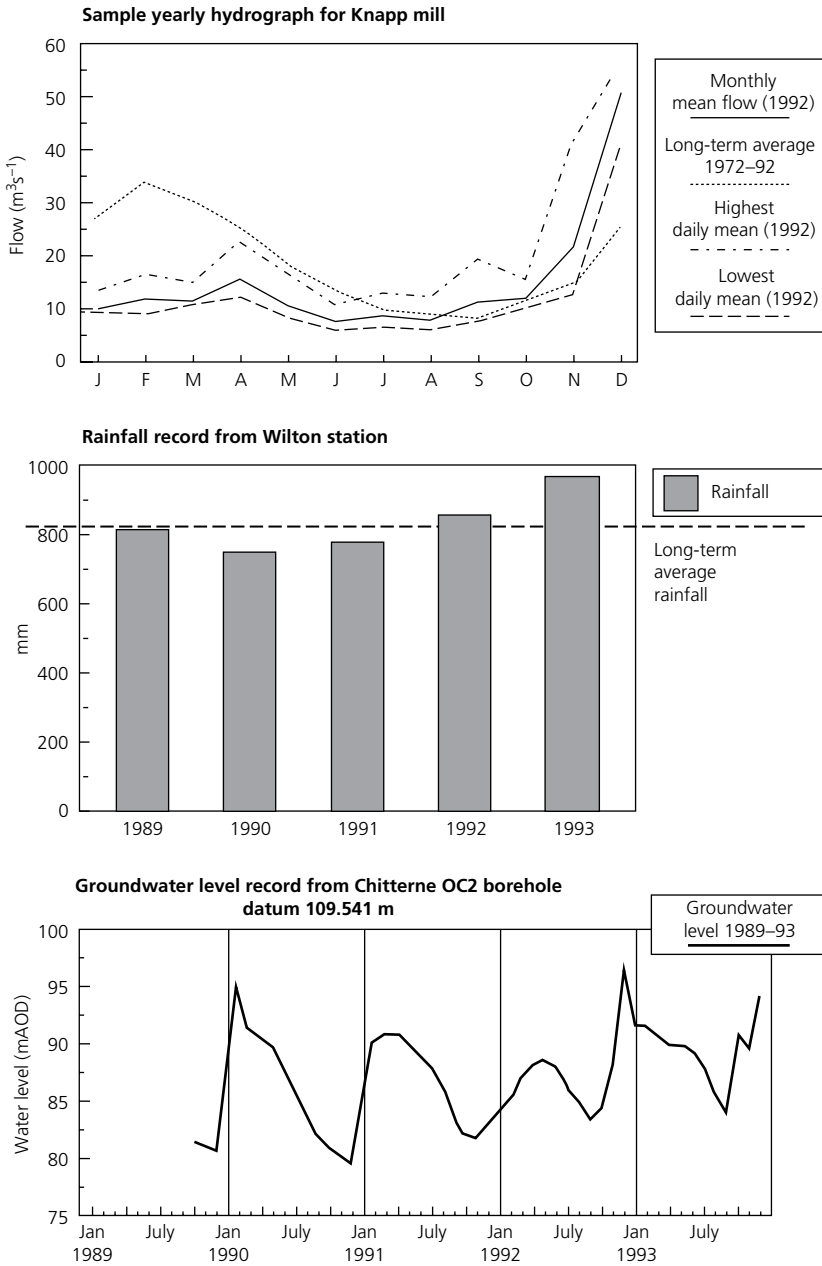 Sample yearly hydrograph for Knapp mill
60
50
40
30
20
10
0
Flow (m³s⁻¹)
J F M A M J J A S O N D
Monthly
mean flow (1992)
Long-term average
1972–92
Highest
daily mean (1992)
Lowest
daily mean (1992)
Rainfall record from Wilton station
1000
800
600
400
200
0
mm
1989 1990 1991 1992 1993
Rainfall
Long-term
average
rainfall
Groundwater level record from Chitterne OC2 borehole
datum 109.541 m
Groundwater
level 1989–93
100
95
90
85
80
75
Water level (mAOD)
Jan July Jan July Jan July Jan July Jan July
1989 1990 1991 1992 1993